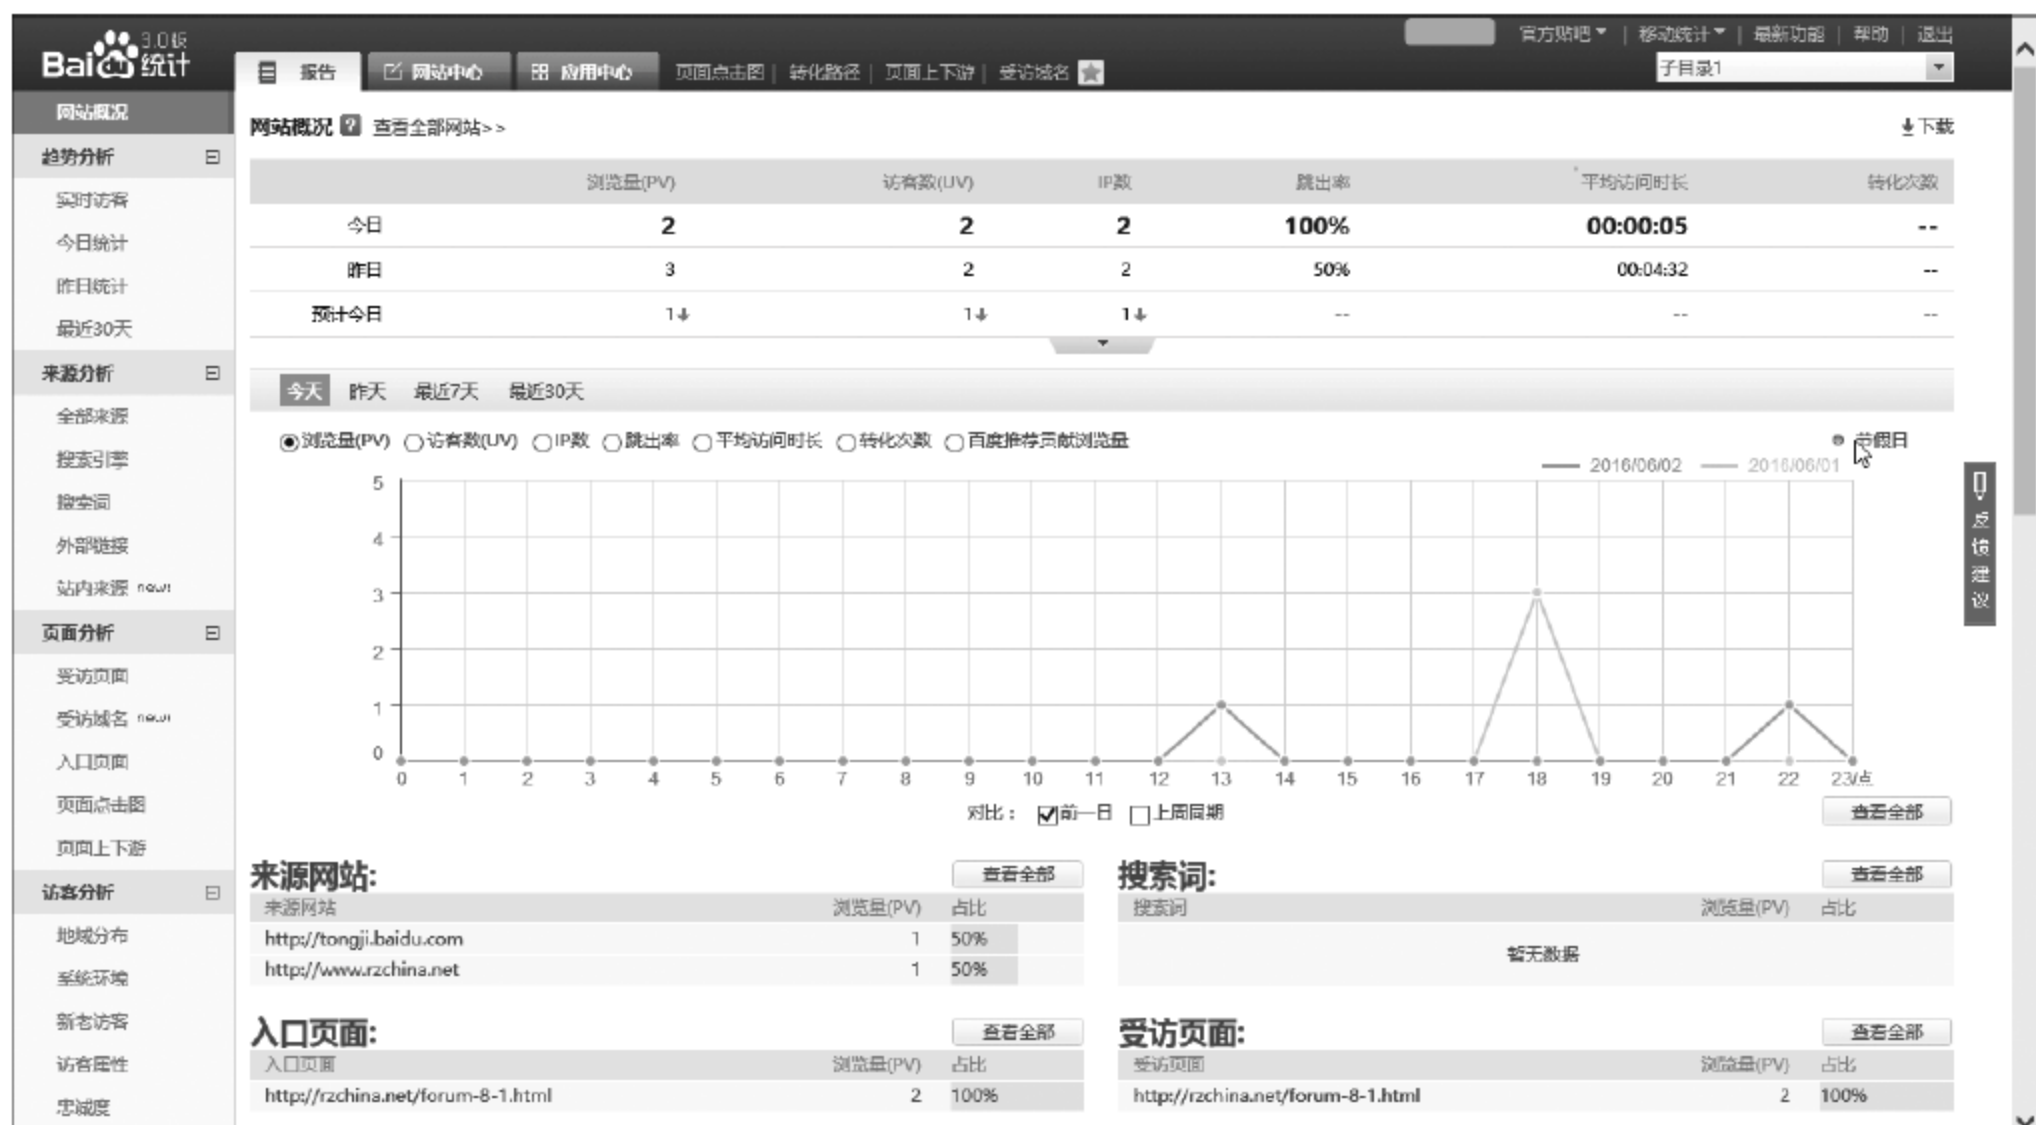 Bai 统计 3.0版
官方贴吧 | 移动统计 | 最新功能 | 帮助 | 退出
报告 网站中心 应用中心 页面点击图 | 转化路径 | 页面上下游 | 受访域名
子目录1
网站概况
趋势分析
实时访客
今日统计
昨日统计
最近30天
来源分析
全部来源
搜索引擎
搜索词
外部链接
站内来源 new!
页面分析
受访页面
受访域名 new!
入口页面
页面点击图
页面上下游
访客分析
地域分布
系统环境
新老访客
访客属性
忠诚度
网站概况 ? 查看全部网站>>
下载
浏览量(PV) 访客数(UV) IP数 跳出率 平均访问时长 转化次数
今日 2 2 2 100% 00:00:05 --
昨日 3 2 2 50% 00:04:32 --
预计今日 1↓ 1↓ 1↓ -- -- --
今天 昨天 最近7天 最近30天
浏览量(PV) 访客数(UV) IP数 跳出率 平均访问时长 转化次数 百度推荐贡献浏览量
节假日
2016/06/02 2016/06/01
5
4
3
2
1
0
0 1 2 3 4 5 6 7 8 9 10 11 12 13 14 15 16 17 18 19 20 21 22 23/点
对比： 前一日 上周同期
查看全部
反馈建议
来源网站: 查看全部
来源网站 浏览量(PV) 占比
http://tongji.baidu.com 1 50%
http://www.rzchina.net 1 50%
搜索词: 查看全部
搜索词 浏览量(PV) 占比
暂无数据
入口页面: 查看全部
入口页面 浏览量(PV) 占比
http://rzchina.net/forum-8-1.html 2 100%
受访页面: 查看全部
受访页面 浏览量(PV) 占比
http://rzchina.net/forum-8-1.html 2 100%